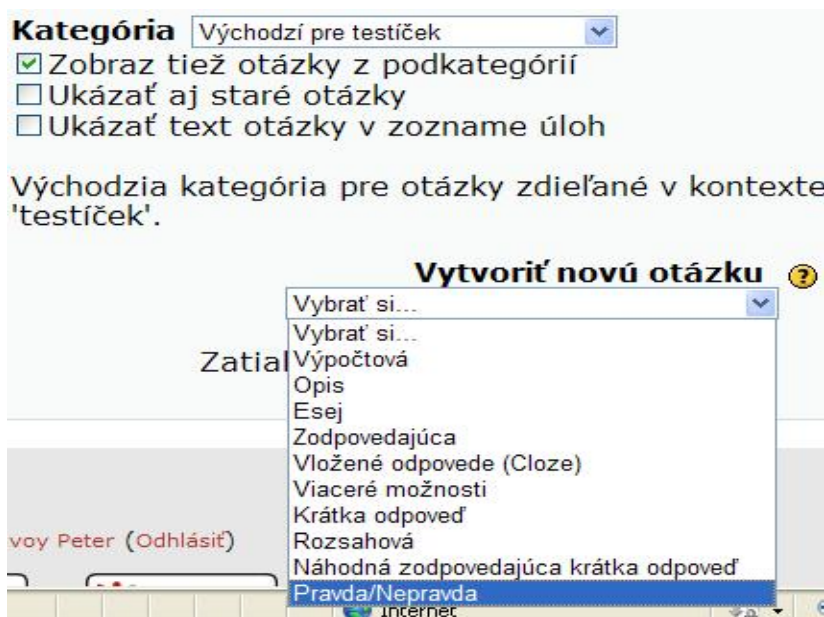 Kategória Východzí pre testíček
Zobraz tiež otázky z podkategórií
Ukázať aj staré otázky
Ukázať text otázky v zozname úloh
Východzia kategória pre otázky zdieľané v kontexte
'testíček'.
Vytvoriť novú otázku ?
Vybrať si...
Vybrať si...
Zatial Výpočtová
Opis
Esej
Zodpovedajúca
Vložené odpovede (Cloze)
Viaceré možnosti
Krátka odpoveď
voy Peter (Odhlásiť) Rozsahová
Náhodná zodpovedajúca krátka odpoveď
Pravda/Nepravda
Internet